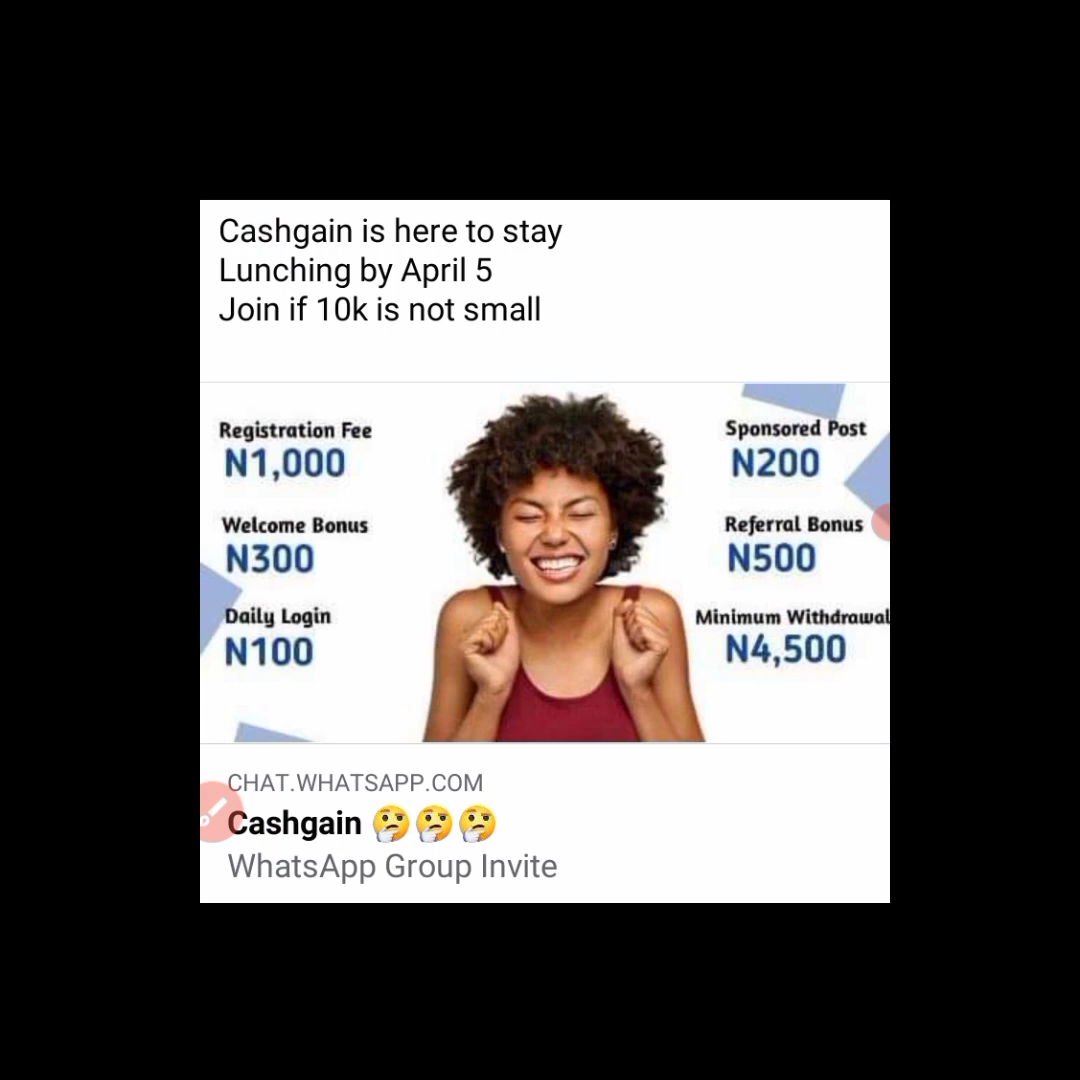 Cashgain is here to stay
Lunching by April 5
Join if 10k is not small
Registration Fee
N1,000
Welcome Bonus
N300
Daily Login
N100
Sponsored Post
N200
Referral Bonus
N500
Minimum Withdrawal
N4,500
CHAT.WHATSAPP.COM
Cashgain 🤔🤔🤔
WhatsApp Group Invite